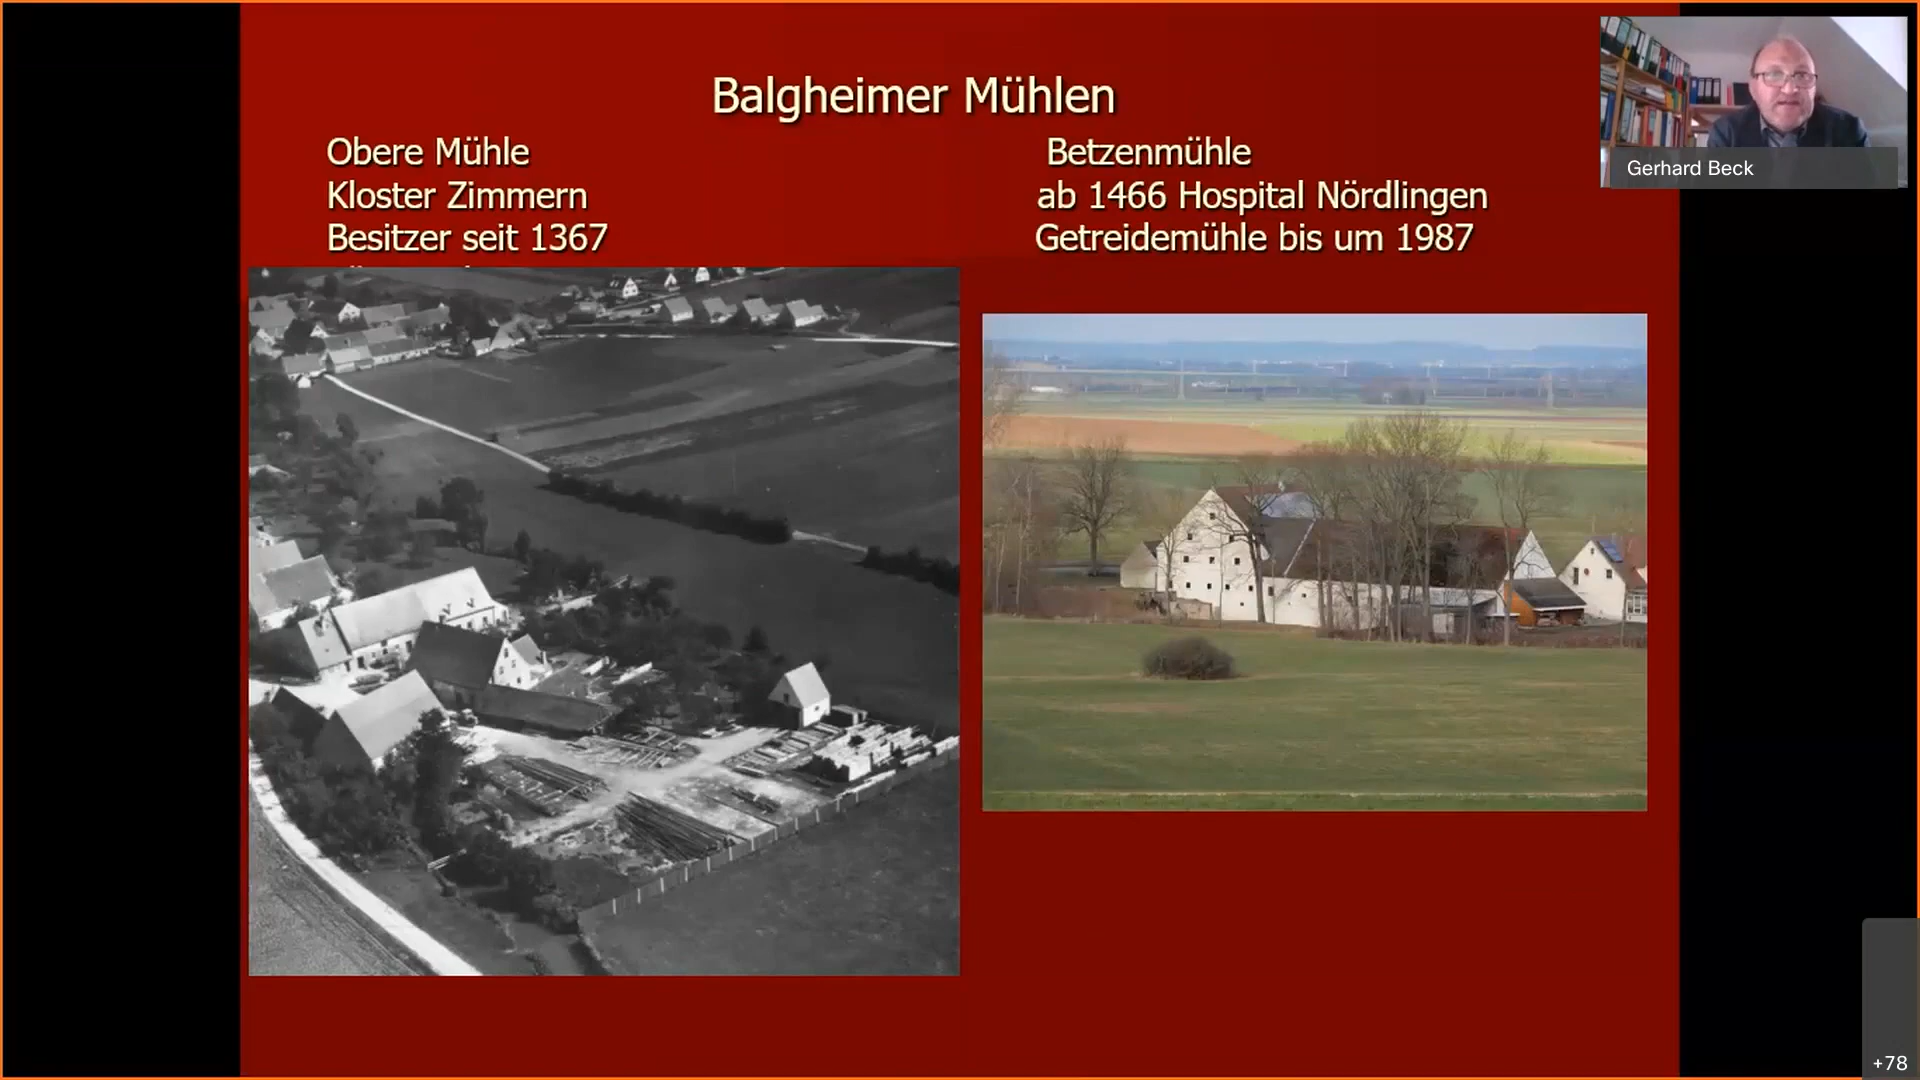 Balgheimer Mühlen
Obere Mühle
Kloster Zimmern
Besitzer seit 1367
Betzenmühle
ab 1466 Hospital Nördlingen
Getreidemühle bis um 1987
Gerhard Beck
+78